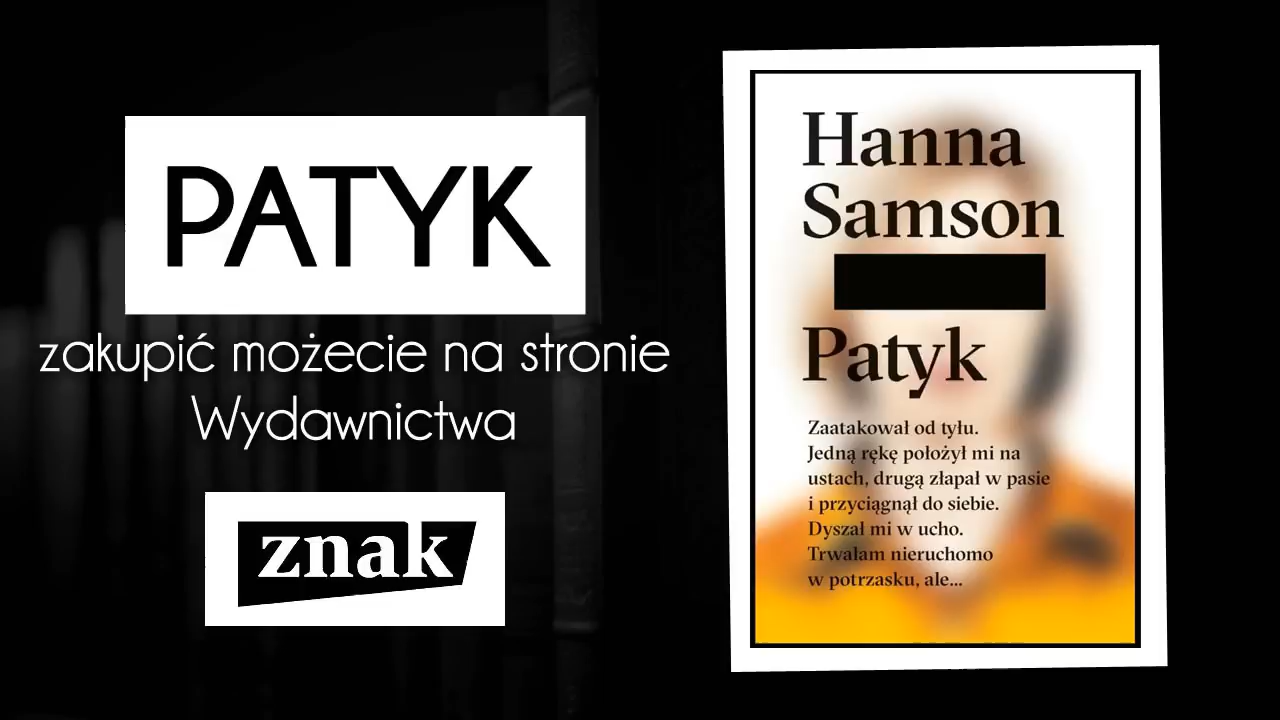 PATYK
zakupić możecie na stronie
Wydawnictwa
znak
Hanna
Samson
Patyk
Zaatakował od tyłu.
Jedną rękę położył mi na
ustach, drugą złapał w pasie
i przyciągnął do siebie.
Dyszał mi w ucho.
Trwałam nieruchomo
w potrzasku, ale...